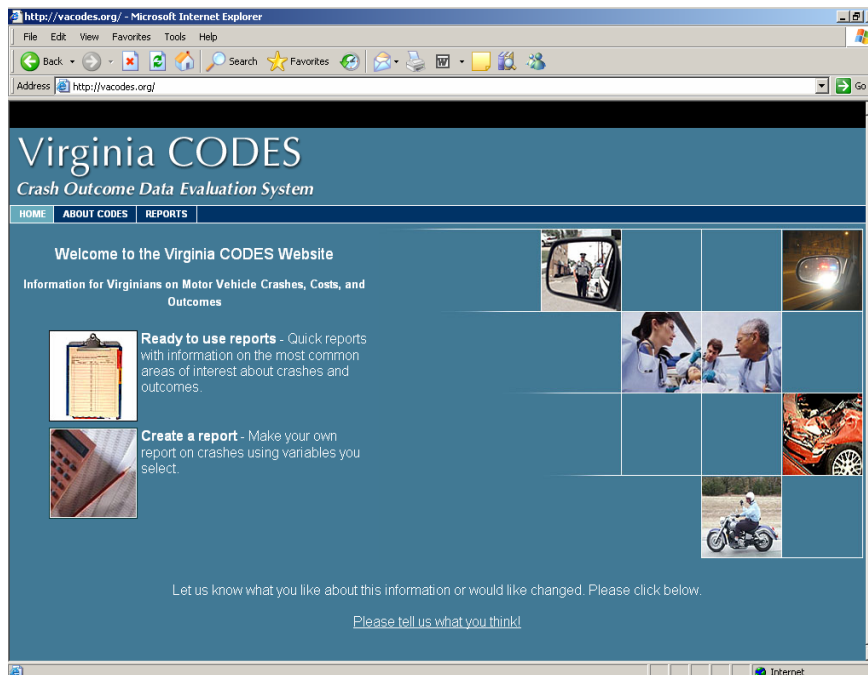 http://vacodes.org/ - Microsoft Internet Explorer
File Edit View Favorites Tools Help
Back Search Favorites
Address http://vacodes.org/ Go
Virginia CODES
Crash Outcome Data Evaluation System
HOME ABOUT CODES REPORTS
Welcome to the Virginia CODES Website
Information for Virginians on Motor Vehicle Crashes, Costs, and
Outcomes
Ready to use reports - Quick reports
with information on the most common
areas of interest about crashes and
outcomes.
Create a report - Make your own
report on crashes using variables you
select.
Let us know what you like about this information or would like changed. Please click below.
Please tell us what you think!
Internet